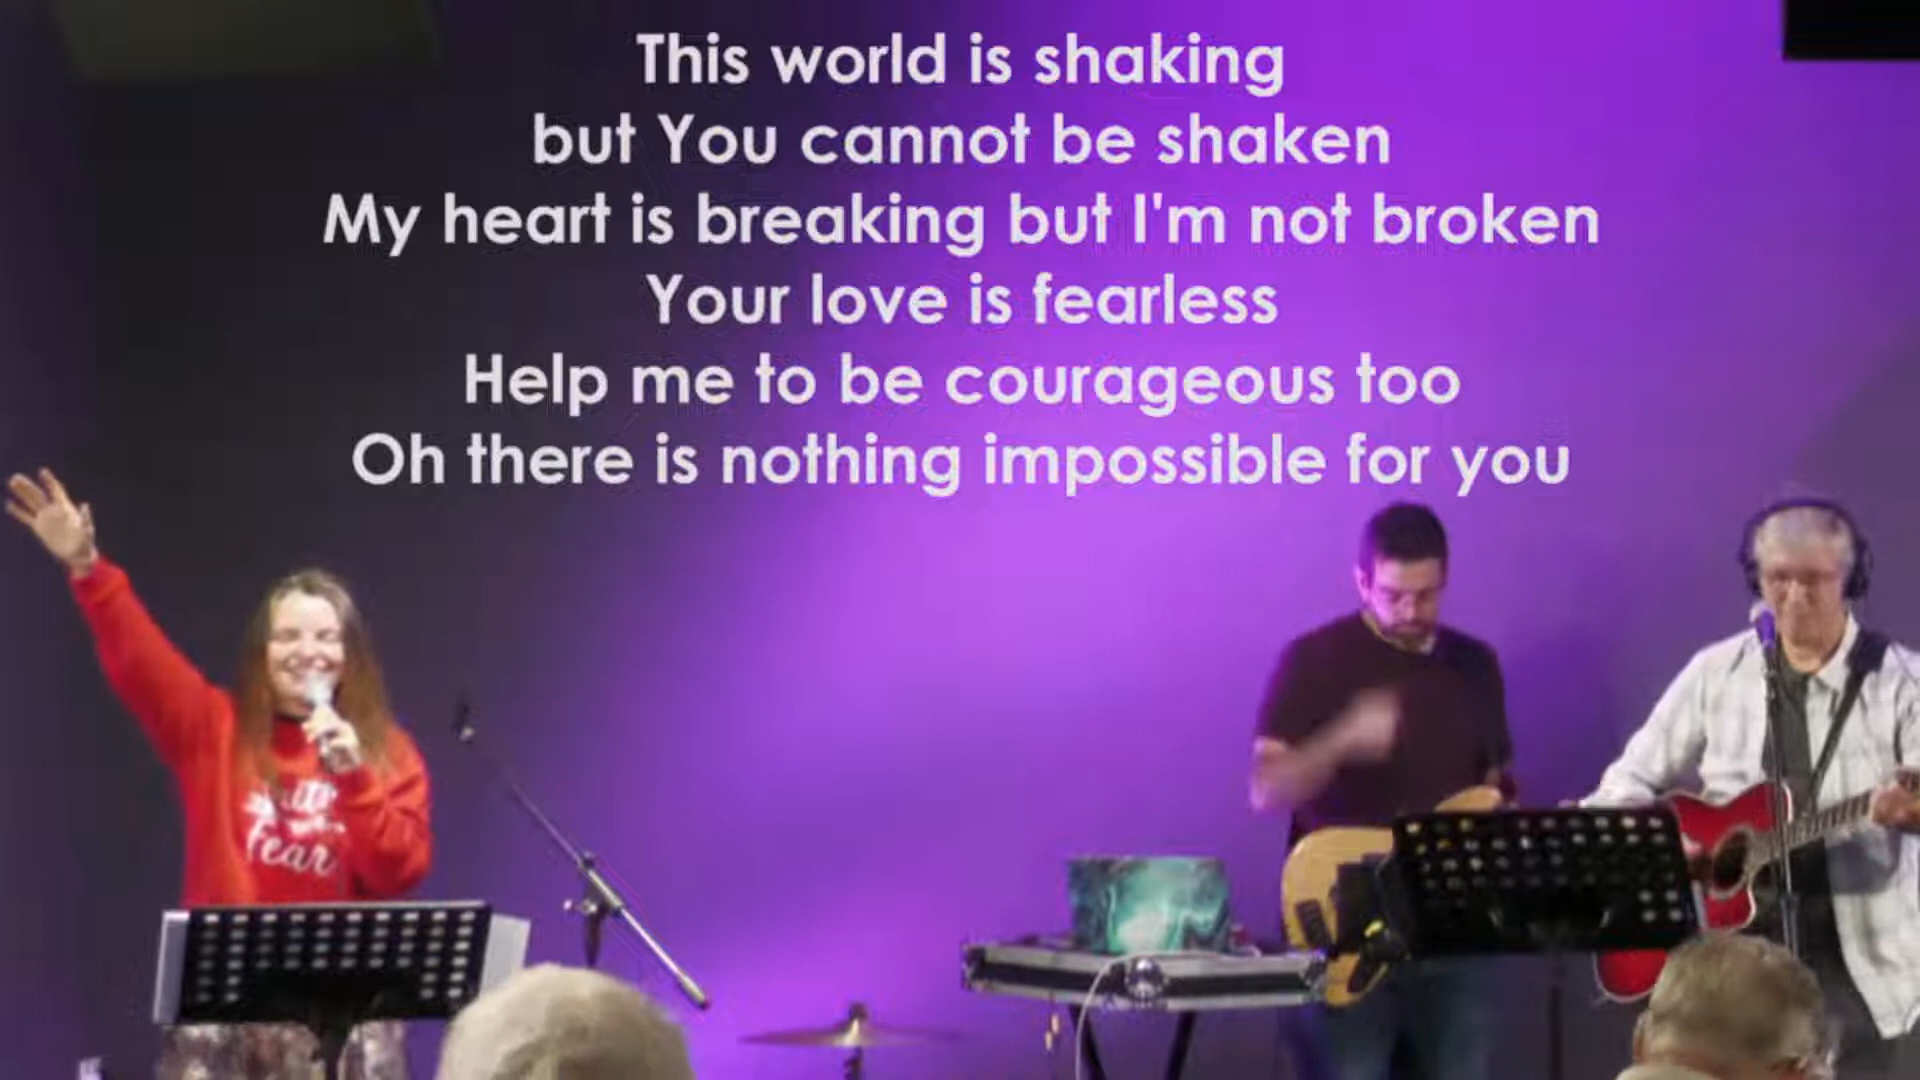 This world is shaking
but You cannot be shaken
My heart is breaking but I'm not broken
Your love is fearless
Help me to be courageous too
Oh there is nothing impossible for you
fear